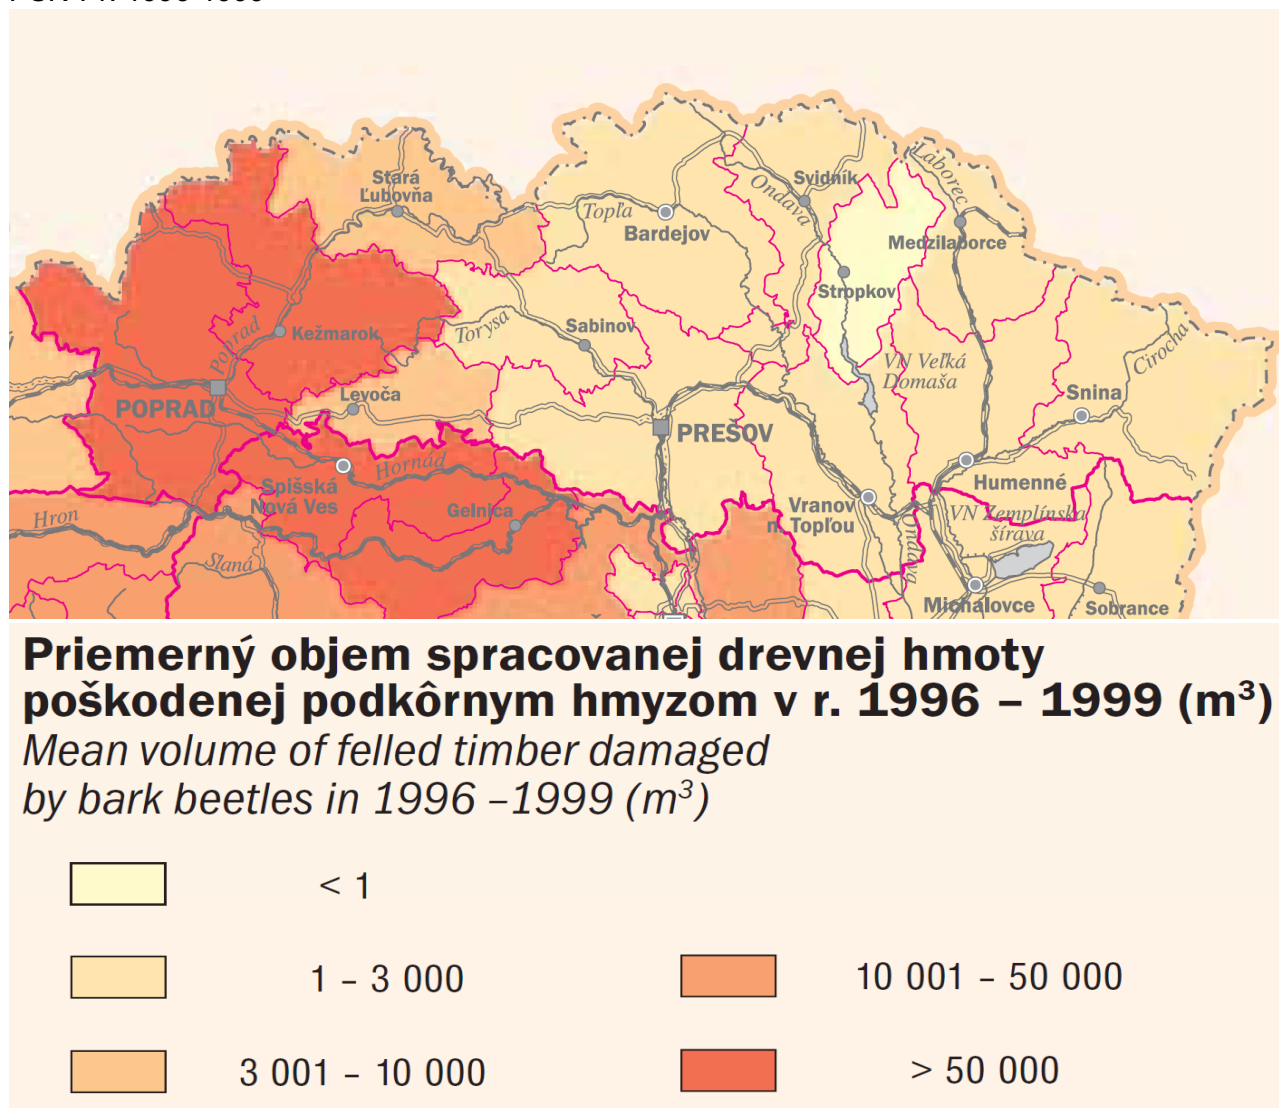 Stará
Ľubovňa
Svidník
Laborec
Ondava
Topľa
Bardejov
Medzilaborce
Stropkov
Poprad
Kežmarok
Torysa
Sabinov
Cirocha
VN Veľká
Domaša
Levoča
Snina
POPRAD
PREŠOV
Hornád
Humenné
Spišská
Nová Ves
Gelnica
Vranov
n. Topľou
VN Zemplínska
šírava
Hron
Ondava
Slaná
Michalovce
Sobrance
Priemerný objem spracovanej drevnej hmoty
poškodenej podkôrnym hmyzom v r. 1996 – 1999 (m³)
Mean volume of felled timber damaged
by bark beetles in 1996 –1999 (m³)
< 1
1 – 3 000
10 001 – 50 000
3 001 – 10 000
> 50 000